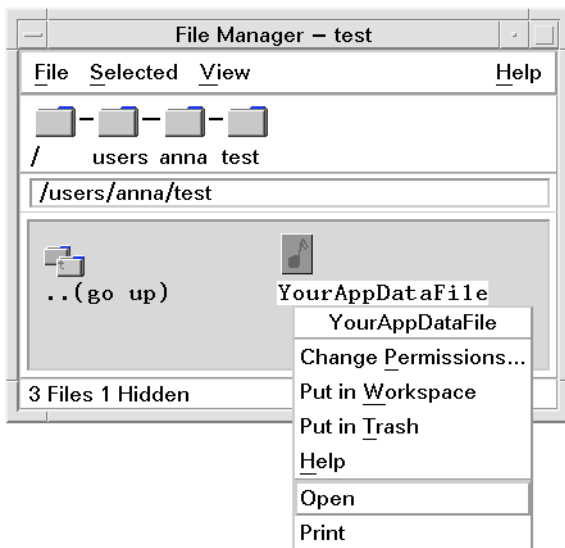 File Manager – test
File Selected View Help
/ users anna test
/users/anna/test
..(go up) YourAppDataFile
YourAppDataFile
Change Permissions...
Put in Workspace
3 Files 1 Hidden
Put in Trash
Help
Open
Print